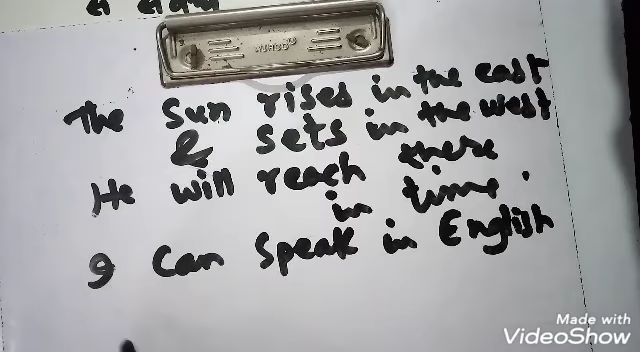 The Sun rises in the east
& sets in the west
He will reach there
in time.
I can speak in English
Made with
VideoShow